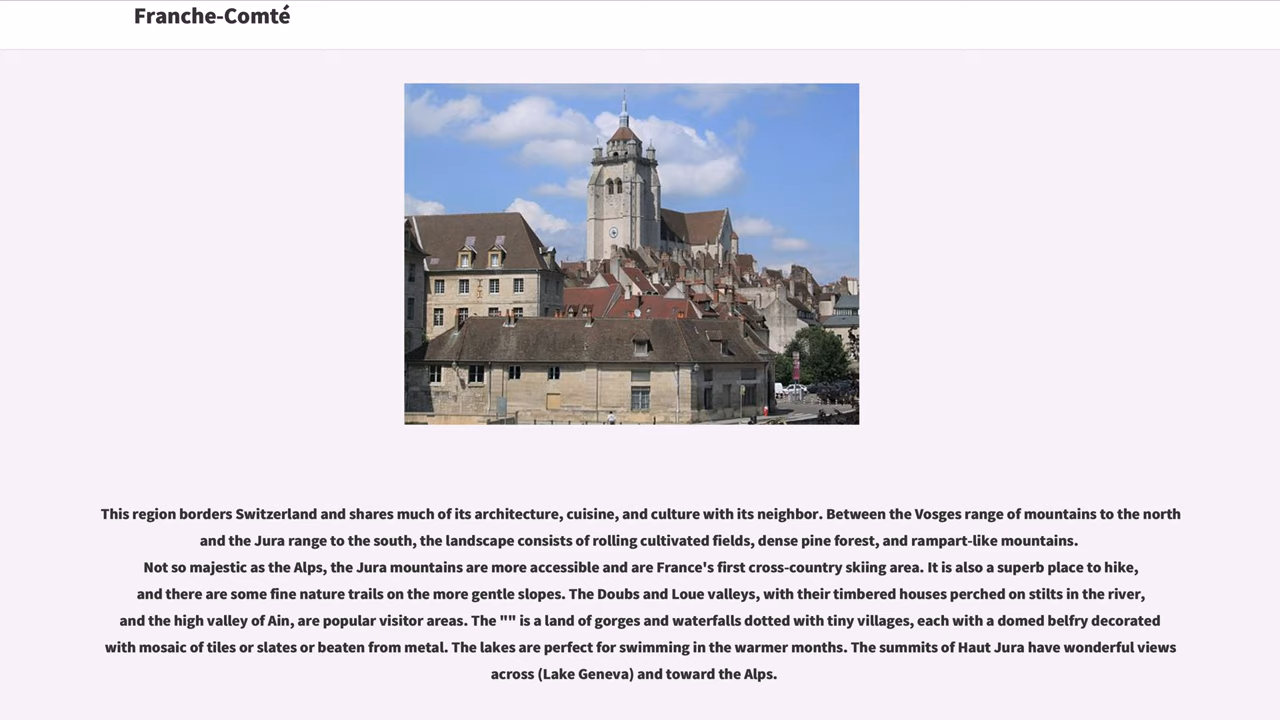 Franche-Comté
This region borders Switzerland and shares much of its architecture, cuisine, and culture with its neighbor. Between the Vosges range of mountains to the north
and the Jura range to the south, the landscape consists of rolling cultivated fields, dense pine forest, and rampart-like mountains.
Not so majestic as the Alps, the Jura mountains are more accessible and are France's first cross-country skiing area. It is also a superb place to hike,
and there are some fine nature trails on the more gentle slopes. The Doubs and Loue valleys, with their timbered houses perched on stilts in the river,
and the high valley of Ain, are popular visitor areas. The "" is a land of gorges and waterfalls dotted with tiny villages, each with a domed belfry decorated
with mosaic of tiles or slates or beaten from metal. The lakes are perfect for swimming in the warmer months. The summits of Haut Jura have wonderful views
across (Lake Geneva) and toward the Alps.